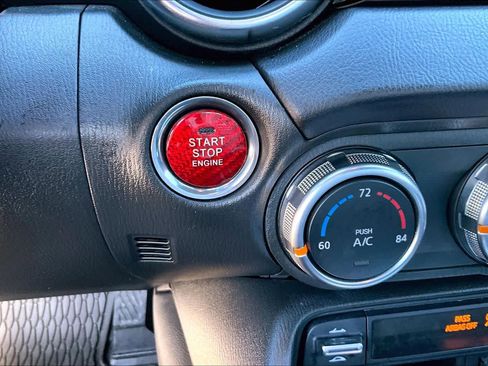 START
STOP
ENGINE
72
PUSH
A/C
60
84
PASS
AIRBAG OFF